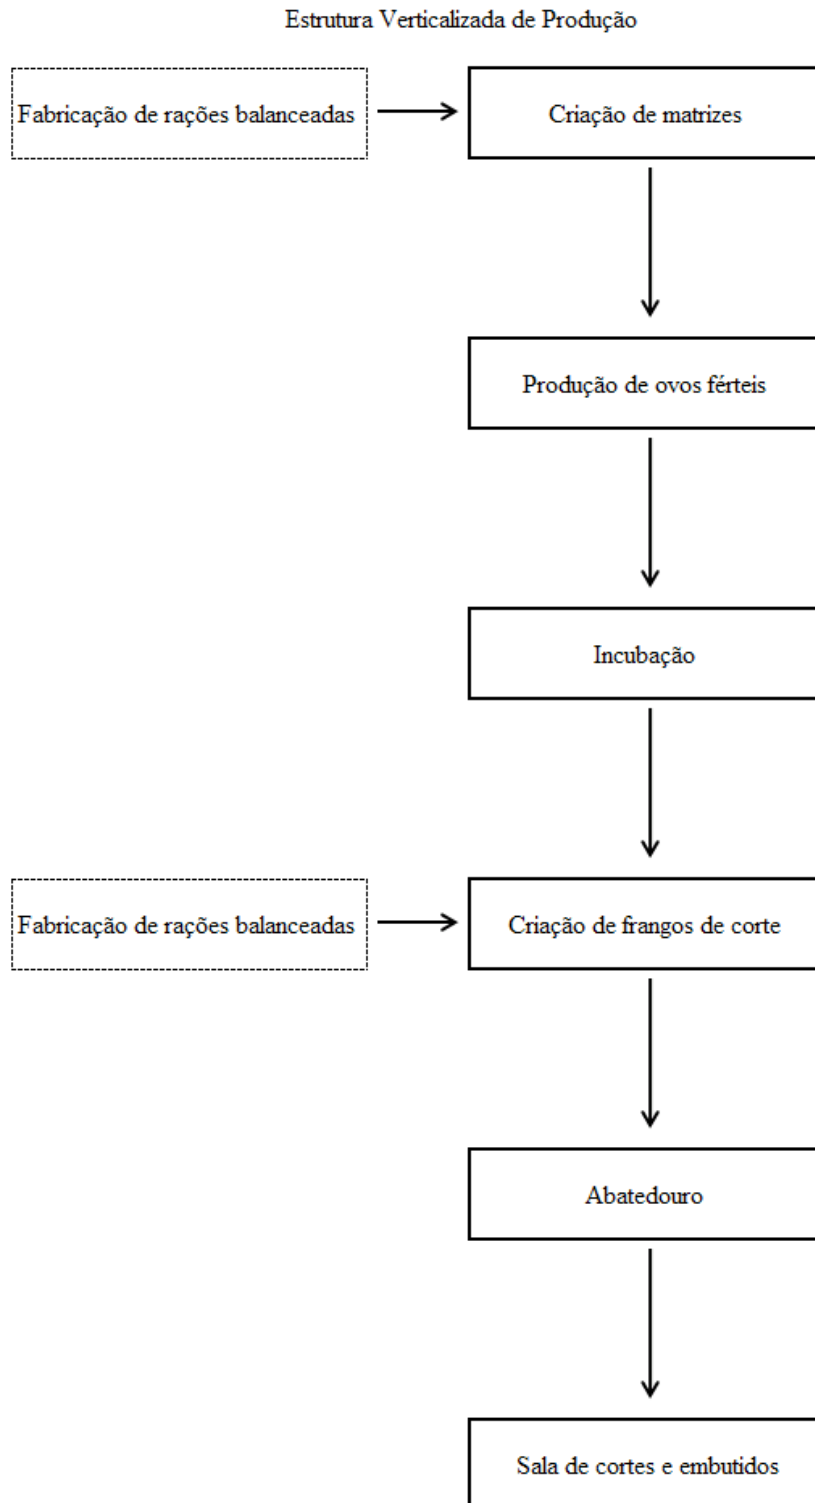 Estrutura Verticalizada de Produção
Fabricação de rações balanceadas
Criação de matrizes
Produção de ovos férteis
Incubação
Fabricação de rações balanceadas
Criação de frangos de corte
Abatedouro
Sala de cortes e embutidos